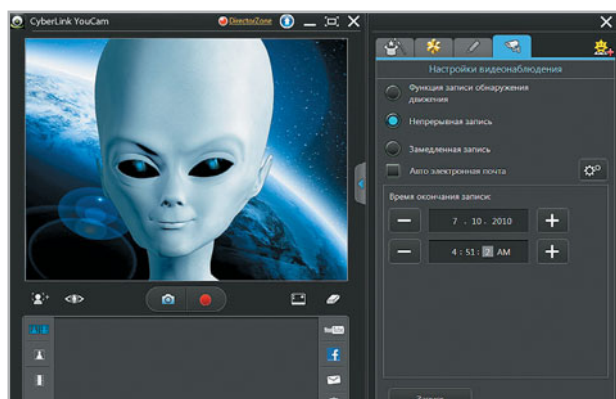 CyberLink YouCam
DirectorZone
Настройки видеонаблюдения
Функция записи обнаружения
движения
Непрерывная запись
Замедленная запись
Авто электронная почта
Время окончания записи:
7 . 10 . 2010
4 : 51 : 2 AM
YouTube
f